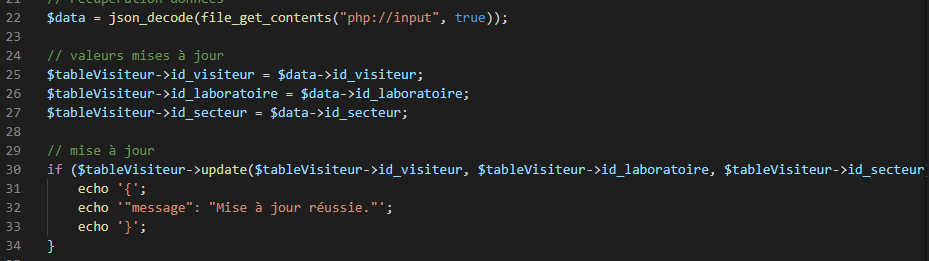 // récupération données
22 $data = json_decode(file_get_contents("php://input", true));
23
24 // valeurs mises à jour
25 $tableVisiteur->id_visiteur = $data->id_visiteur;
26 $tableVisiteur->id_laboratoire = $data->id_laboratoire;
27 $tableVisiteur->id_secteur = $data->id_secteur;
28
29 // mise à jour
30 if ($tableVisiteur->update($tableVisiteur->id_visiteur, $tableVisiteur->id_laboratoire, $tableVisiteur->id_secteur)
31 echo '{';
32 echo '"message": "Mise à jour réussie."';
33 echo '}';
34 }